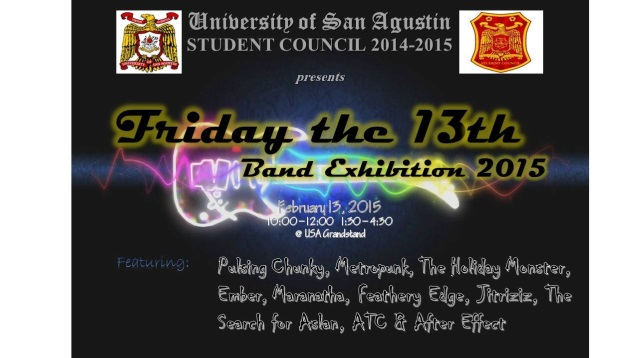 University of San Agustin
STUDENT COUNCIL 2014-2015
presents
Friday the 13th
Band Exhibition 2015
February 13, 2015
10:00-12:00 1:30-4:30
@ USA Grandstand
Featuring:
Pulsing Chunky, Metropunk, The Holiday Monster,
Ember, Maranatha, Feathery Edge, Jitriziz, The
Search for Aslan, ATC & After Effect